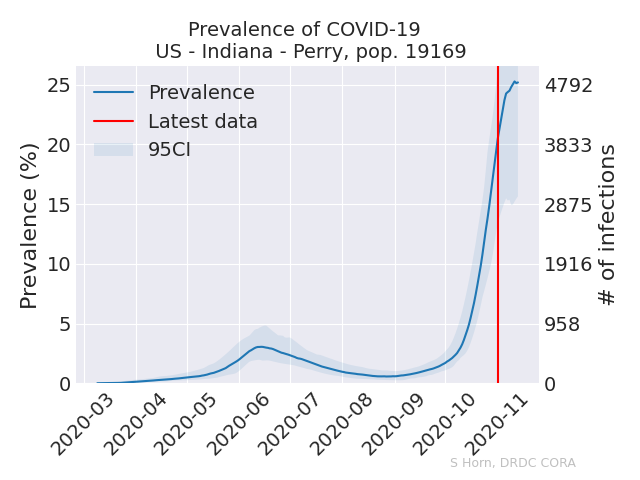 Prevalence of COVID-19
US - Indiana - Perry, pop. 19169
Prevalence
Latest data
95CI
Prevalence (%)
25
20
15
10
5
0
4792
3833
2875
1916
958
0
# of infections
2020-03
2020-04
2020-05
2020-06
2020-07
2020-08
2020-09
2020-10
2020-11
S Horn, DRDC CORA